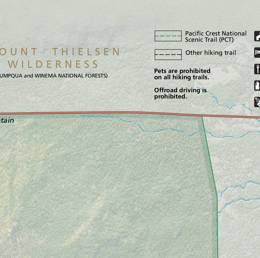 OUNT THIELSEN
WILDERNESS
UMPQUA and WINEMA NATIONAL FORESTS)
Pacific Crest National
Scenic Trail (PCT)
Other hiking trail
Pets are prohibited
on all hiking trails.
Offroad driving is
prohibited.
tain